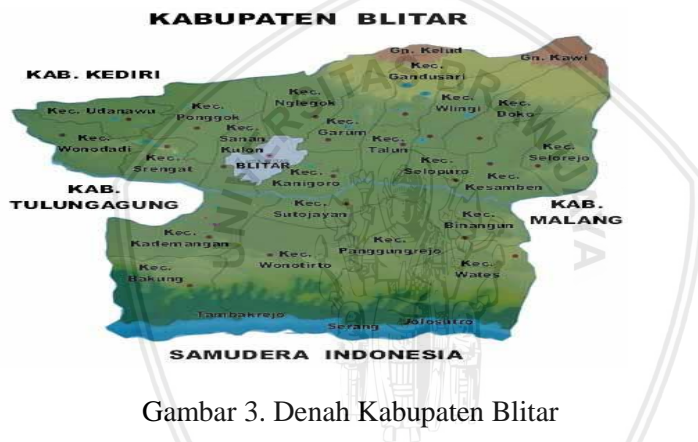 KABUPATEN BLITAR
Gn. Kelud
Gn. Kawi
KAB. KEDIRI
Kec.
Gandusari
Kec.
Nglegok
Kec. Udanawu
Kec.
Ponggok
Kec.
Wlingi
Kec.
Doko
Kec.
Wonodadi
Kec.
Sanan
Kulon
Kec.
Garum
Kec.
Talun
Kec.
Srengat
BLITAR
Kec.
Kanigoro
Kec.
Selopuro
Kec.
Selorejo
Kec.
Kesamben
KAB.
TULUNGAGUNG
KAB.
MALANG
Kec.
Sutojayan
Kec.
Binangun
Kec.
Kademangan
Kec.
Wonotirto
Kec.
Panggungrejo
Kec.
Bakung
Kec.
Wates
Tambakrejo
Serang
SAMUDERA INDONESIA
Gambar 3. Denah Kabupaten Blitar
UNIVERSITAS BRAWIJAYA